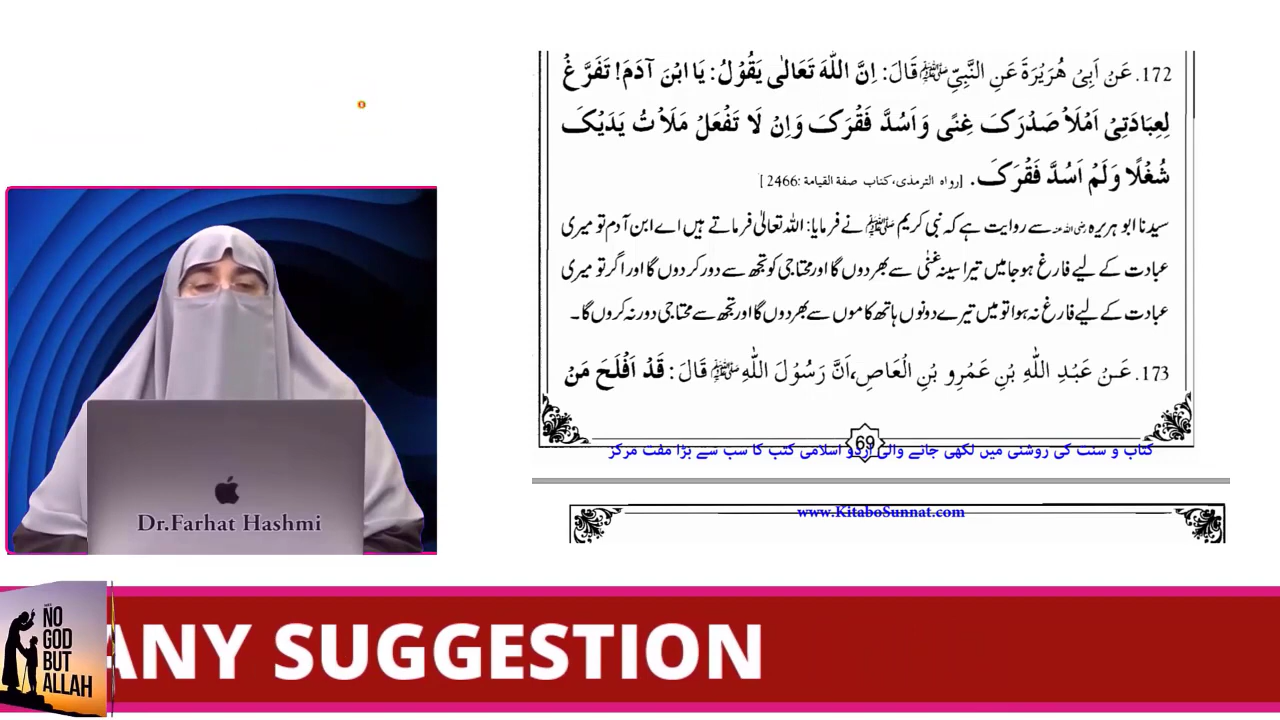 172. عَنْ اَبِىْ هُرَيْرَةَ عَنِ النَّبِىِّ ﷺ قَالَ: اِنَّ اللّٰهَ تَعَالٰى يَقُوْلُ: يَا ابْنَ آدَمَ! تَفَرَّغْ
لِعِبَادَتِىْ اَمْلَاْ صَدْرَكَ غِنًى وَاَسُدَّ فَقْرَكَ وَاِنْ لَا تَفْعَلْ مَلَاْتُ يَدَيْكَ
شُغْلًا وَلَمْ اَسُدَّ فَقْرَكَ. [رواه الترمذی، کتاب صفة القيامة :2466]
سیدنا ابو ہریرہ رضی اللہ عنہ سے روایت ہے کہ نبی کریم ﷺ نے فرمایا: اللہ تعالیٰ فرماتے ہیں اے ابن آدم تو میری
عبادت کے لیے فارغ ہو جا میں تیرا سینہ غنٰی سے بھر دوں گا اور محتاجی کو تجھ سے دور کر دوں گا اور اگر تو میری
عبادت کے لیے فارغ نہ ہوا تو میں تیرے دونوں ہاتھ کاموں سے بھر دوں گا اور تجھ سے محتاجی دور نہ کروں گا۔
173. عَنْ عَبْدِ اللّٰهِ بْنِ عَمْرِو بْنِ الْعَاصِ، اَنَّ رَسُوْلَ اللّٰهِ ﷺ قَالَ: قَدْ اَفْلَحَ مَنْ
69
کتاب و سنت کی روشنی میں لکھی جانے والی اردو اسلامی کتب کا سب سے بڑا مفت مرکز
www.KitaboSunnat.com
Dr.Farhat Hashmi
NO
GOD
BUT
ALLAH
ANY SUGGESTION